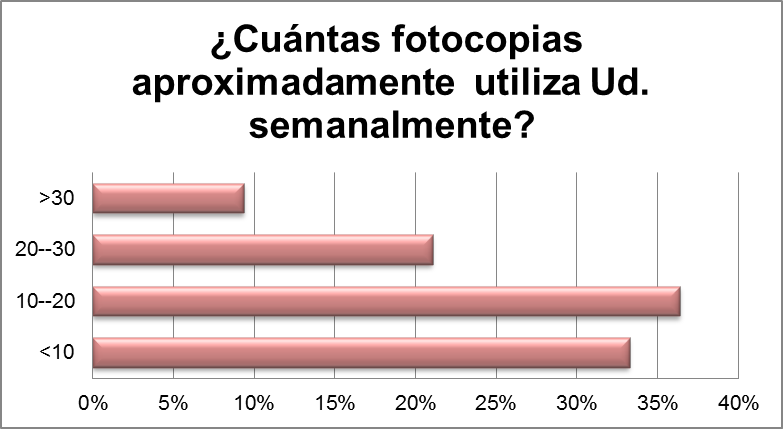 ¿Cuántas fotocopias
aproximadamente utiliza Ud.
semanalmente?
>30
20--30
10--20
<10
0% 5% 10% 15% 20% 25% 30% 35% 40%